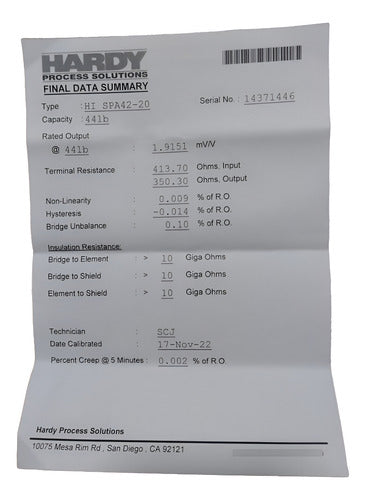 HARDY
PROCESS SOLUTIONS
FINAL DATA SUMMARY
Type : HI SPA42-20 Serial No. : 14371446
Capacity : 44lb
Rated Output
@ 44lb : 1.9151 mV/V
Terminal Resistance : 413.70 Ohms, Input
350.30 Ohms, Output
Non-Linearity : 0.009 % of R.O.
Hysteresis : -0.014 % of R.O.
Bridge Unbalance : 0.10 % of R.O.
Insulation Resistance:
Bridge to Element : > 10 Giga Ohms
Bridge to Shield : > 10 Giga Ohms
Element to Shield : > 10 Giga Ohms
Technician : SCJ
Date Calibrated : 17-Nov-22
Percent Creep @ 5 Minutes : 0.002 % of R.O.
Hardy Process Solutions
10075 Mesa Rim Rd , San Diego , CA 92121